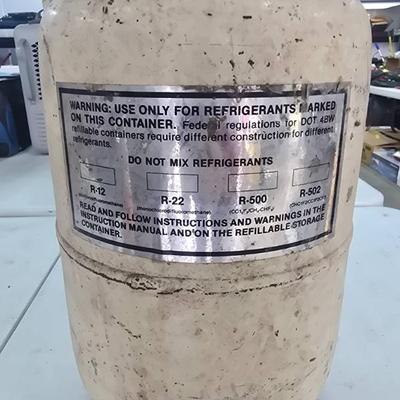 WARNING: USE ONLY FOR REFRIGERANTS MARKED
ON THIS CONTAINER. Federal regulations for DOT 4BW
refillable containers require different construction for different
refrigerants.
DO NOT MIX REFRIGERANTS
R-12 R-22 R-500 R-502
(monochlorodifluoromethane)
READ AND FOLLOW INSTRUCTIONS AND WARNINGS IN THE
INSTRUCTION MANUAL AND/ON THE REFILLABLE STORAGE
CONTAINER.